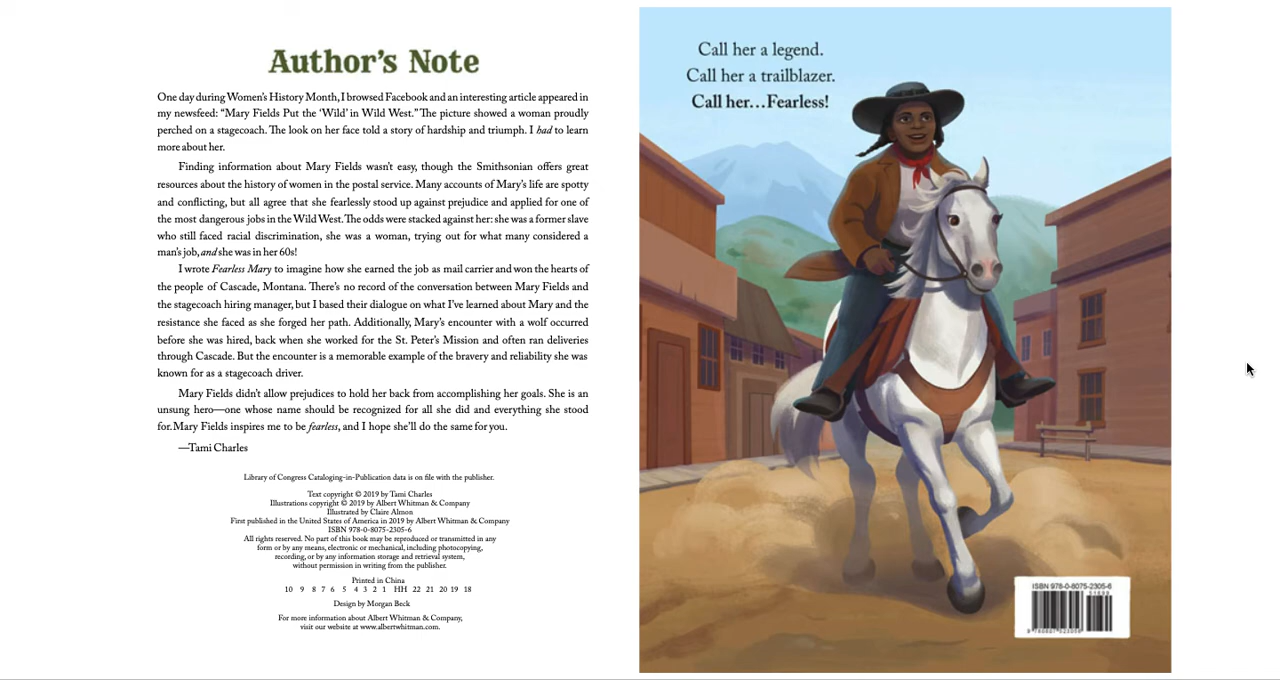 Author's Note
One day during Women's History Month, I browsed Facebook and an interesting article appeared in
my newsfeed: “Mary Fields Put the ‘Wild’ in Wild West.” The picture showed a woman proudly
perched on a stagecoach. The look on her face told a story of hardship and triumph. I had to learn
more about her.
Finding information about Mary Fields wasn't easy, though the Smithsonian offers great
resources about the history of women in the postal service. Many accounts of Mary's life are spotty
and conflicting, but all agree that she fearlessly stood up against prejudice and applied for one of
the most dangerous jobs in the Wild West. The odds were stacked against her: she was a former slave
who still faced racial discrimination, she was a woman, trying out for what many considered a
man's job, and she was in her 60s!
I wrote Fearless Mary to imagine how she earned the job as mail carrier and won the hearts of
the people of Cascade, Montana. There's no record of the conversation between Mary Fields and
the stagecoach hiring manager, but I based their dialogue on what I've learned about Mary and the
resistance she faced as she forged her path. Additionally, Mary's encounter with a wolf occurred
before she was hired, back when she worked for the St. Peter's Mission and often ran deliveries
through Cascade. But the encounter is a memorable example of the bravery and reliability she was
known for as a stagecoach driver.
Mary Fields didn't allow prejudices to hold her back from accomplishing her goals. She is an
unsung hero—one whose name should be recognized for all she did and everything she stood
for. Mary Fields inspires me to be fearless, and I hope she'll do the same for you.
—Tami Charles
Library of Congress Cataloging-in-Publication data is on file with the publisher.
Text copyright © 2019 by Tami Charles
Illustrations copyright © 2019 by Albert Whitman & Company
Illustrated by Claire Almon
First published in the United States of America in 2019 by Albert Whitman & Company
ISBN 978-0-8075-2305-6
All rights reserved. No part of this book may be reproduced or transmitted in any
form or by any means, electronic or mechanical, including photocopying,
recording, or by any information storage and retrieval system,
without permission in writing from the publisher.
Printed in China
10 9 8 7 6 5 4 3 2 1 HH 22 21 20 19 18
Design by Morgan Beck
For more information about Albert Whitman & Company,
visit our website at www.albertwhitman.com.
Call her a legend.
Call her a trailblazer.
Call her…Fearless!
ISBN 978-0-8075-2305-6
9 780807 523056